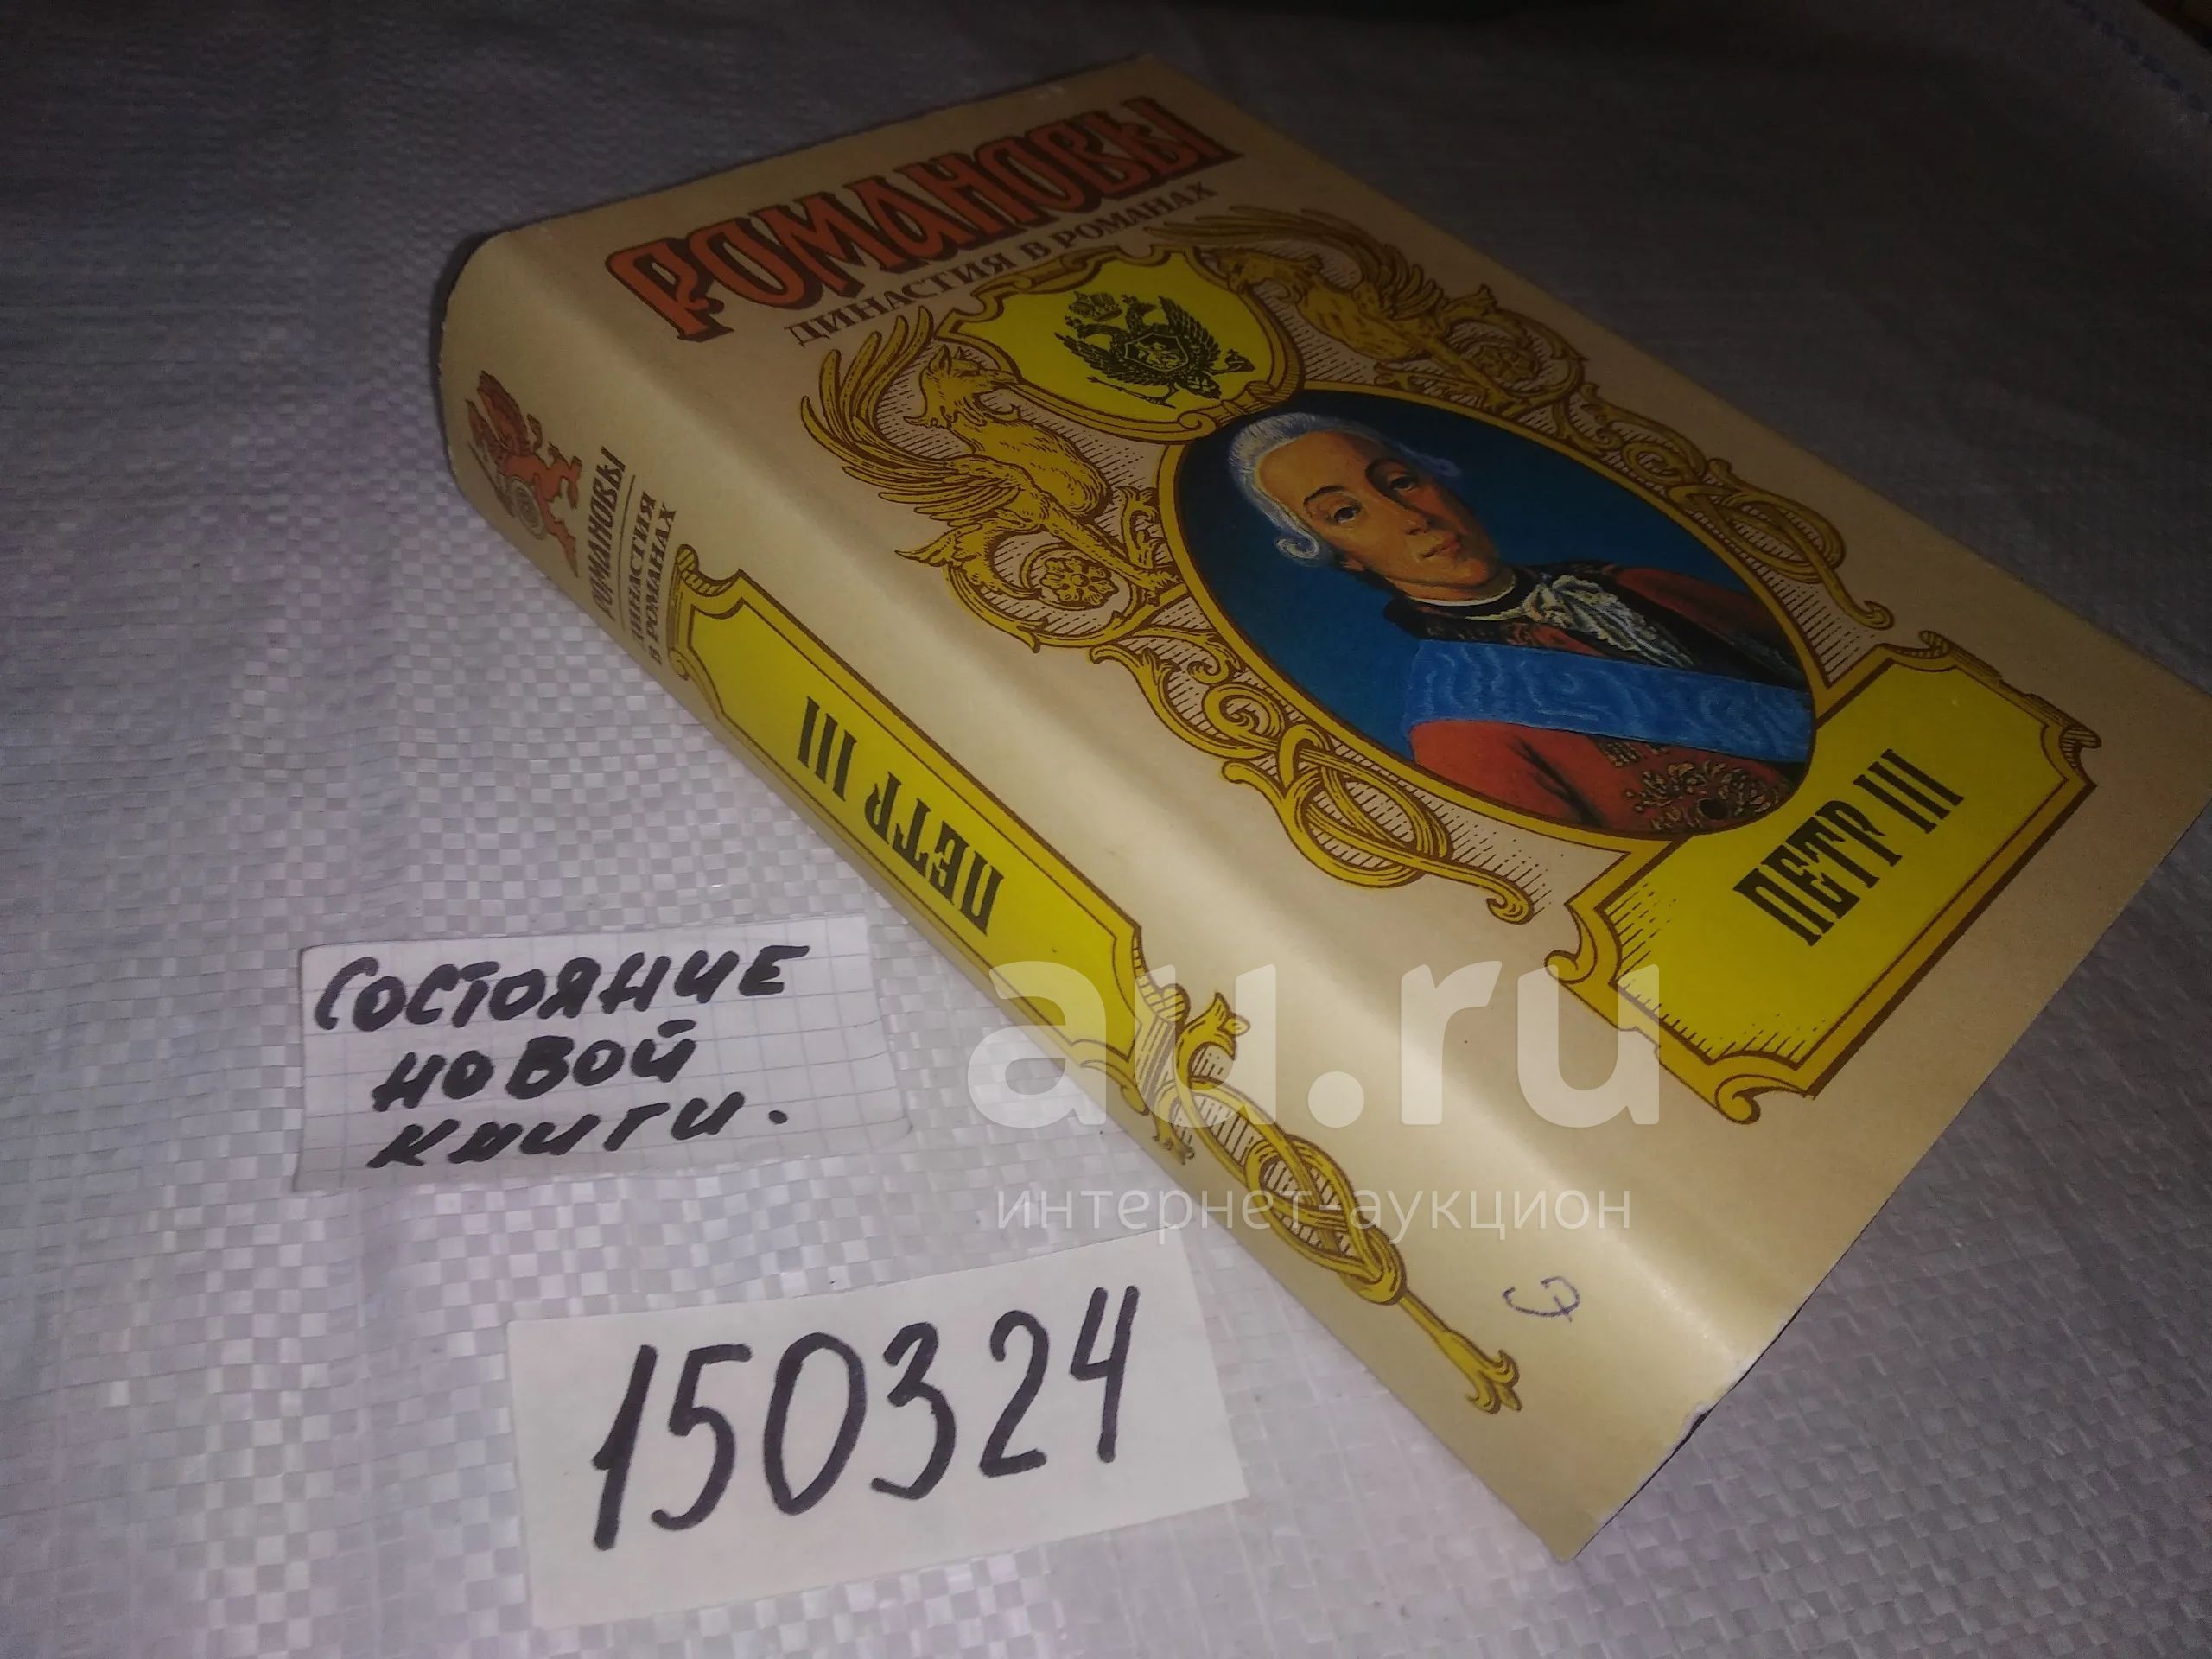 РОМАНОВЫ
ДИНАСТИЯ В РОМАНАХ
ПЕТР III
РОМАНОВЫ
ДИНАСТИЯ
В РОМАНАХ
ПЕТР III
СОСТОЯНИЕ
НОВОЙ
КНИГИ.
au.ru
интернет-аукцион
150324